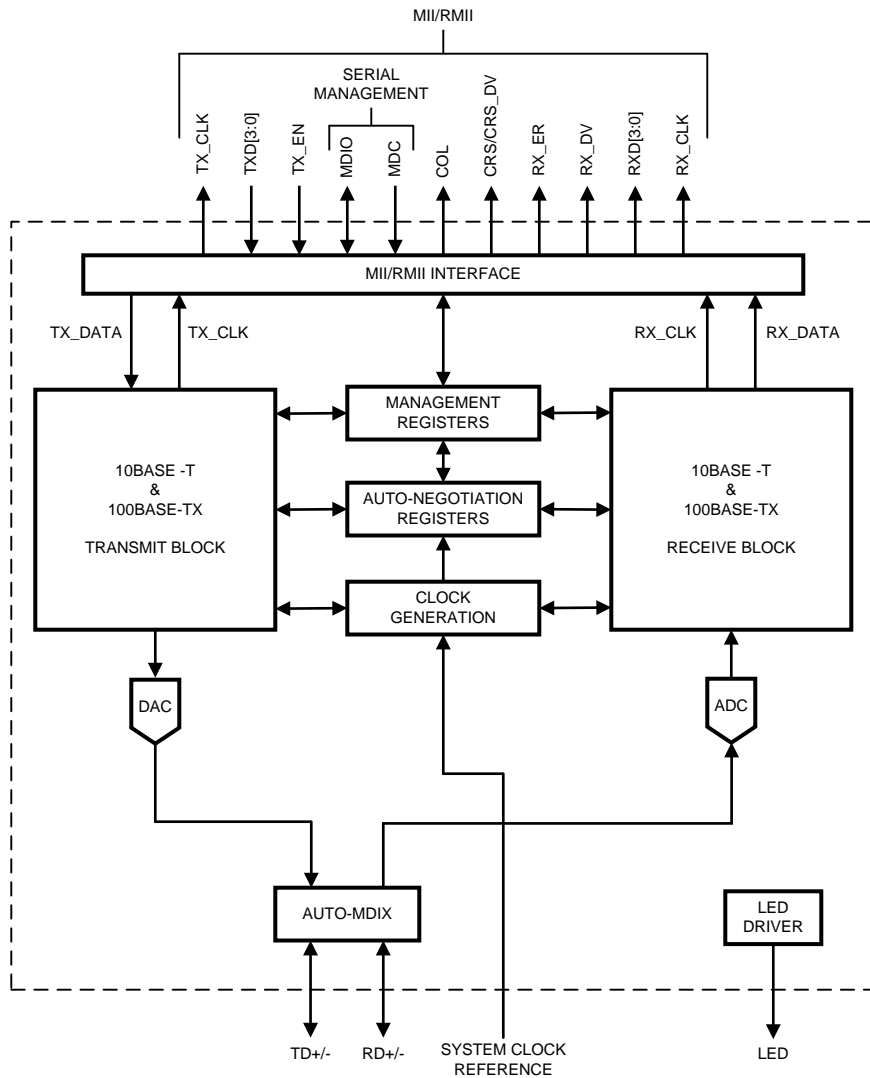 MII/RMII
SERIAL
MANAGEMENT
TX_CLK
TXD[3:0]
TX_EN
MDIO
MDC
COL
CRS/CRS_DV
RX_ER
RX_DV
RXD[3:0]
RX_CLK
MII/RMII INTERFACE
TX_DATA
TX_CLK
RX_CLK
RX_DATA
10BASE -T
&
100BASE-TX
TRANSMIT BLOCK
MANAGEMENT
REGISTERS
AUTO-NEGOTIATION
REGISTERS
CLOCK
GENERATION
10BASE -T
&
100BASE-TX
RECEIVE BLOCK
DAC
ADC
AUTO-MDIX
LED
DRIVER
TD+/-
RD+/-
SYSTEM CLOCK
REFERENCE
LED